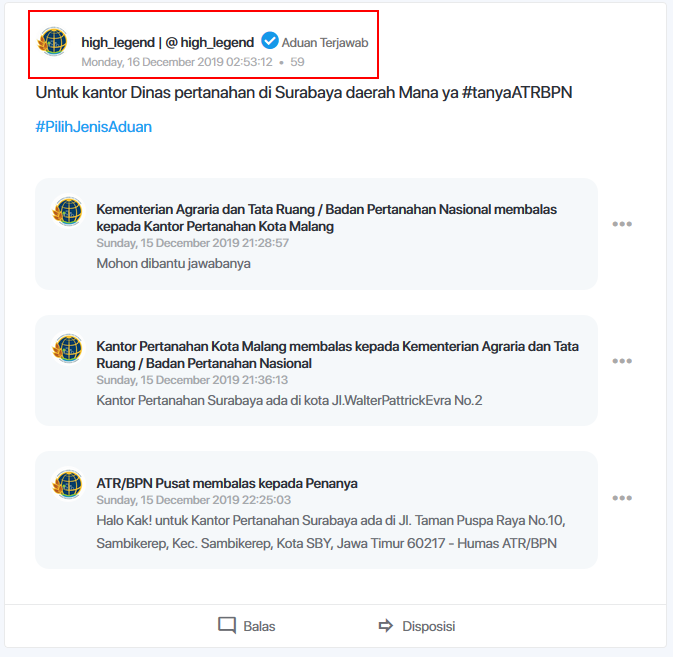 high_legend | @ high_legend Aduan Terjawab
Monday, 16 December 2019 02:53:12 • 59
Untuk kantor Dinas pertanahan di Surabaya daerah Mana ya #tanyaATRBPN
#PilihJenisAduan
Kementerian Agraria dan Tata Ruang / Badan Pertanahan Nasional membalas
kepada Kantor Pertanahan Kota Malang
Sunday, 15 December 2019 21:28:57
Mohon dibantu jawabanya
Kantor Pertanahan Kota Malang membalas kepada Kementerian Agraria dan Tata
Ruang / Badan Pertanahan Nasional
Sunday, 15 December 2019 21:36:13
Kantor Pertanahan Surabaya ada di kota Jl.WalterPattrickEvra No.2
ATR/BPN Pusat membalas kepada Penanya
Sunday, 15 December 2019 22:25:03
Halo Kak! untuk Kantor Pertanahan Surabaya ada di Jl. Taman Puspa Raya No.10,
Sambikerep, Kec. Sambikerep, Kota SBY, Jawa Timur 60217 - Humas ATR/BPN
Balas Disposisi